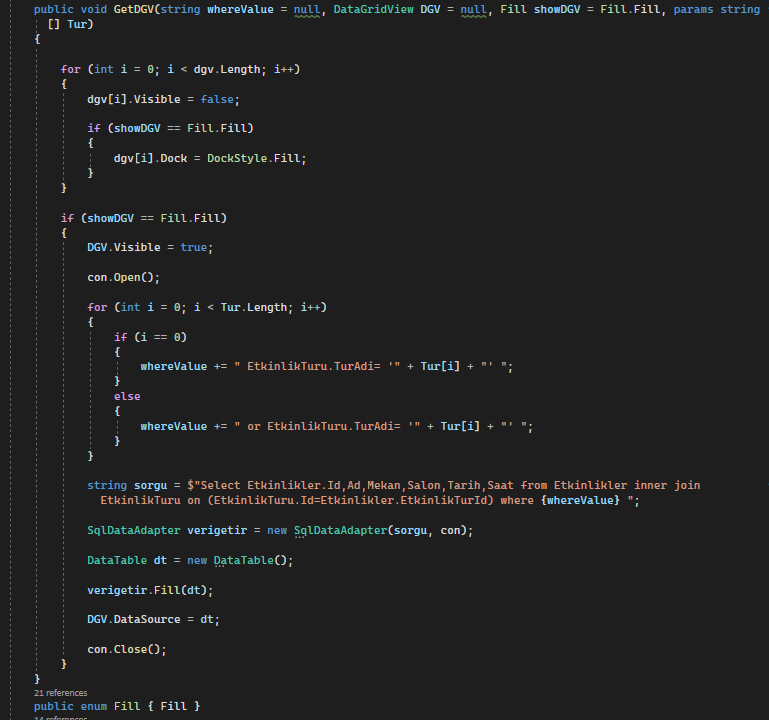 public void GetDGV(string whereValue = null, DataGridView DGV = null, Fill showDGV = Fill.Fill, params string
[] Tur)
{
for (int i = 0; i < dgv.Length; i++)
{
dgv[i].Visible = false;
if (showDGV == Fill.Fill)
{
dgv[i].Dock = DockStyle.Fill;
}
}
if (showDGV == Fill.Fill)
{
DGV.Visible = true;
con.Open();
for (int i = 0; i < Tur.Length; i++)
{
if (i == 0)
{
whereValue += " EtkinlikTuru.TurAdi= '" + Tur[i] + "' ";
}
else
{
whereValue += " or EtkinlikTuru.TurAdi= '" + Tur[i] + "' ";
}
}
string sorgu = $"Select Etkinlikler.Id,Ad,Mekan,Salon,Tarih,Saat from Etkinlikler inner join
EtkinlikTuru on (EtkinlikTuru.Id=Etkinlikler.EtkinlikTurId) where {whereValue} ";
SqlDataAdapter verigetir = new SqlDataAdapter(sorgu, con);
DataTable dt = new DataTable();
verigetir.Fill(dt);
DGV.DataSource = dt;
con.Close();
}
}
21 references
public enum Fill { Fill }
14 references